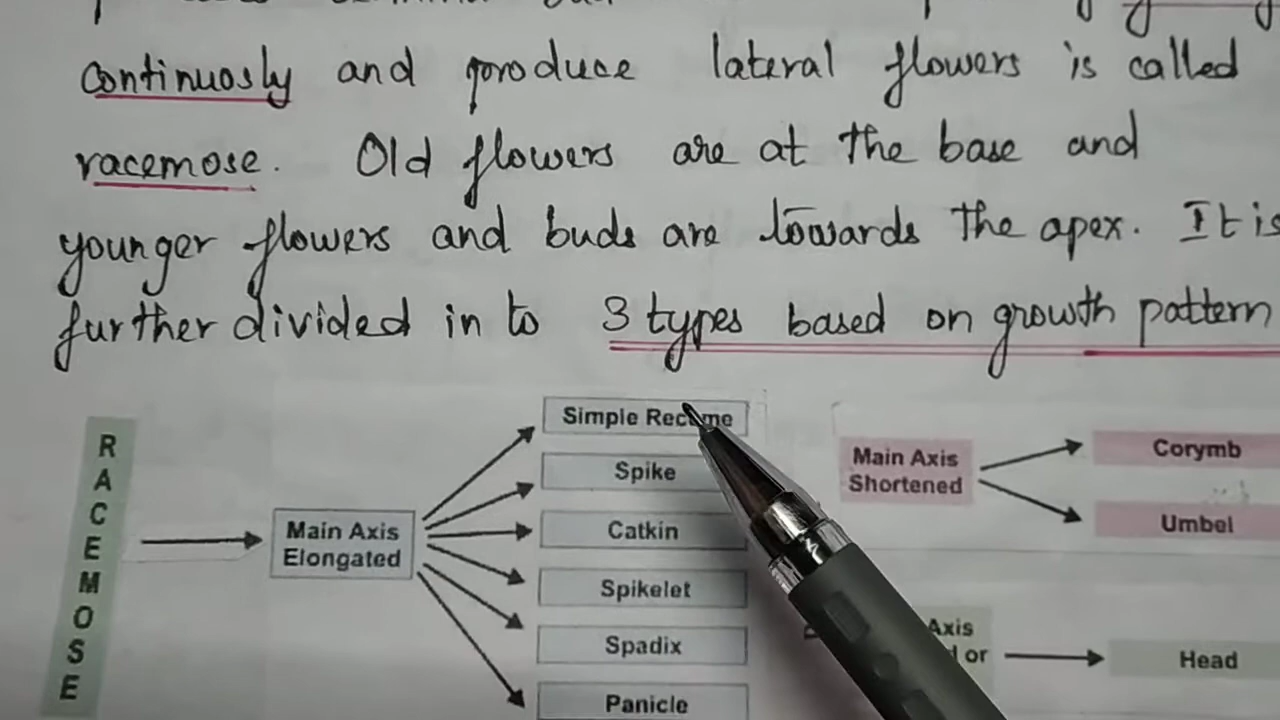 continuosly and produce lateral flowers is called
racemose. Old flowers are at the base and
younger flowers and buds are towards the apex. It is
further divided in to 3 types based on growth pattern
RACEMOSE
Main Axis
Elongated
Simple
Spike
Catkin
Spikelet
Spadix
Panicle
Main Axis
Shortened
Corymb
Umbel
Axis
or
Head